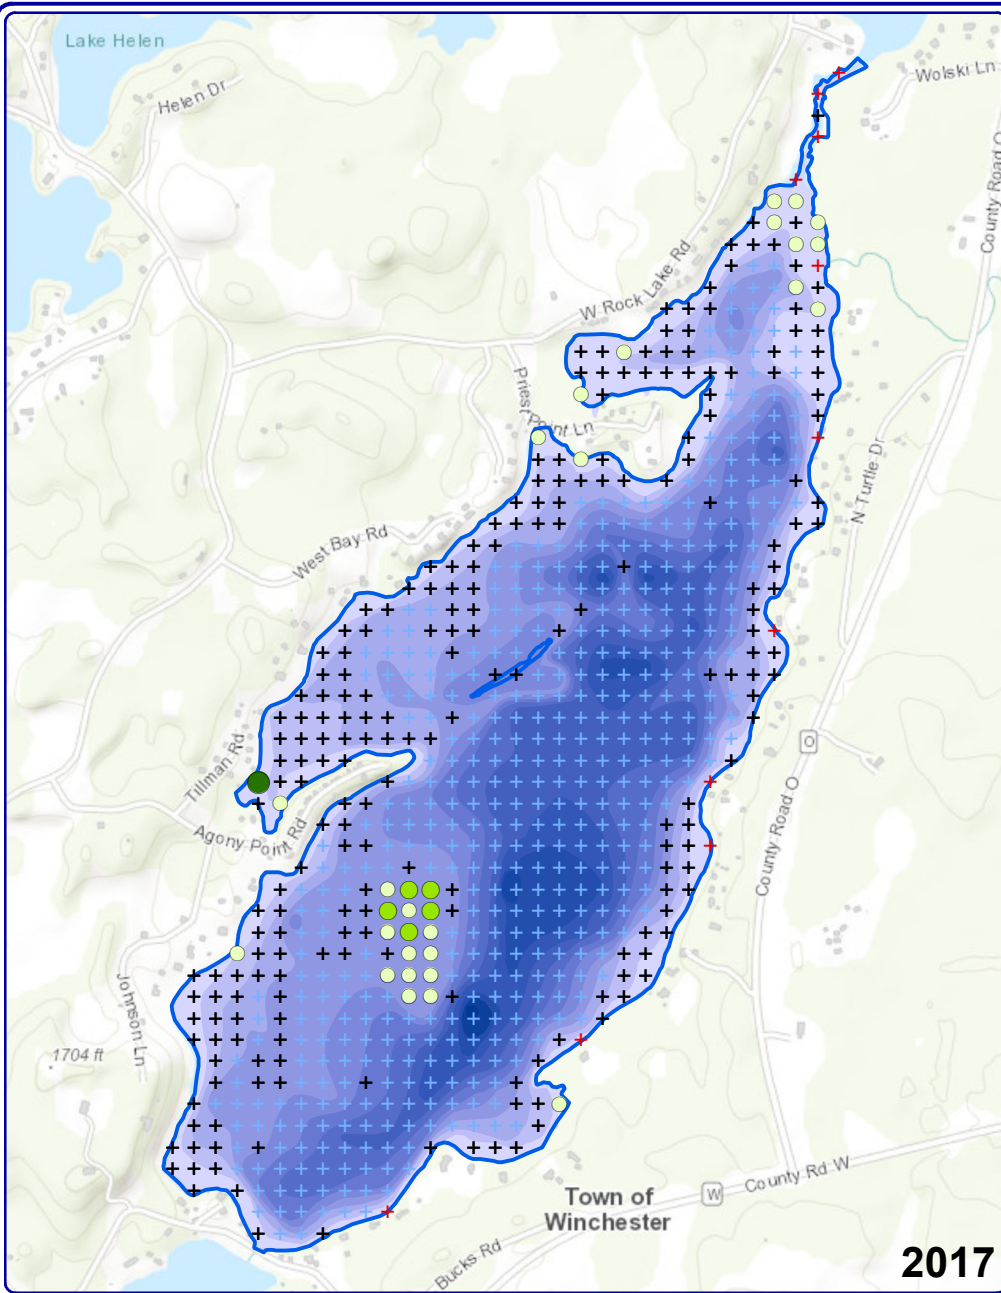 Lake Helen
Helen Dr
Wolski Ln
County Road O
W Rock Lake Rd
Priest Point Ln
N Turtle Dr
West Bay Rd
Tillman Rd
O
Agony Point Rd
County Road O
Johnson Ln
1704 ft
County Rd W
W
Town of
Winchester
Bucks Rd
2017